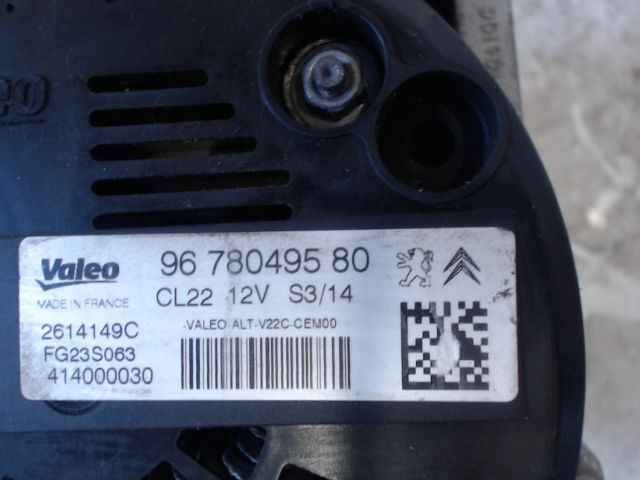 Valeo
96 780495 80
MADE IN FRANCE
CL22 12V S3/14
2614149C
VALEO ALT-V22C-CEM00
FG23S063
414000030